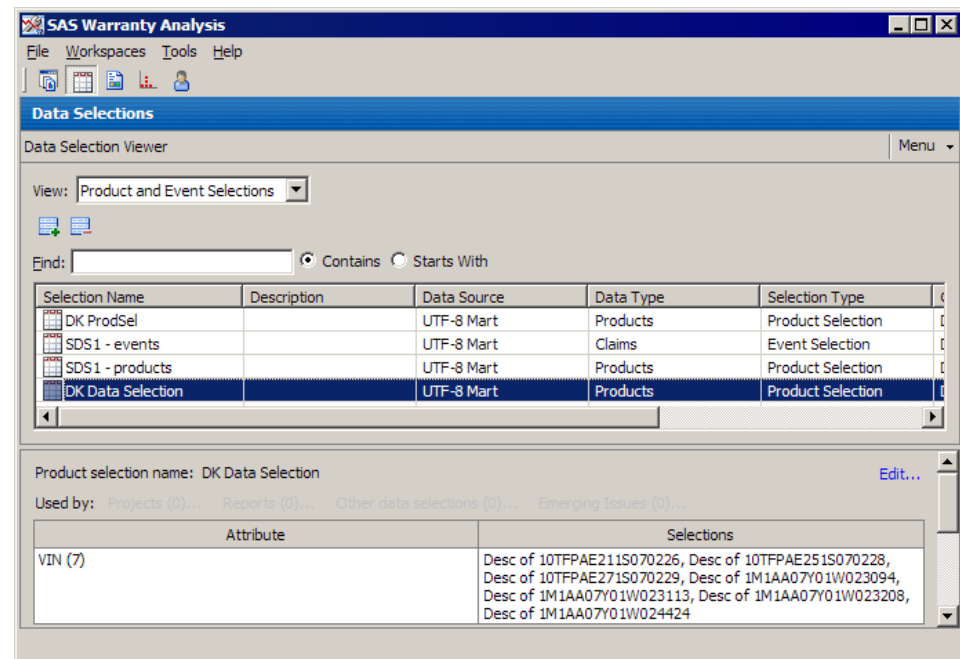 SAS Warranty Analysis
File Workspaces Tools Help
Data Selections
Data Selection Viewer Menu
View: Product and Event Selections
Find: Contains Starts With
Selection Name Description Data Source Data Type Selection Type
DK ProdSel UTF-8 Mart Products Product Selection
SDS1 - events UTF-8 Mart Claims Event Selection
SDS1 - products UTF-8 Mart Products Product Selection
DK Data Selection UTF-8 Mart Products Product Selection
Product selection name: DK Data Selection Edit...
Used by: Projects (0)... Reports (0)... Other data selections (0)... Emerging Issues (0)...
Attribute Selections
VIN (7) Desc of 10TFPAE211S070226, Desc of 10TFPAE251S070228,
Desc of 10TFPAE271S070229, Desc of 1M1AA07Y01W023094,
Desc of 1M1AA07Y01W023113, Desc of 1M1AA07Y01W023208,
Desc of 1M1AA07Y01W024424